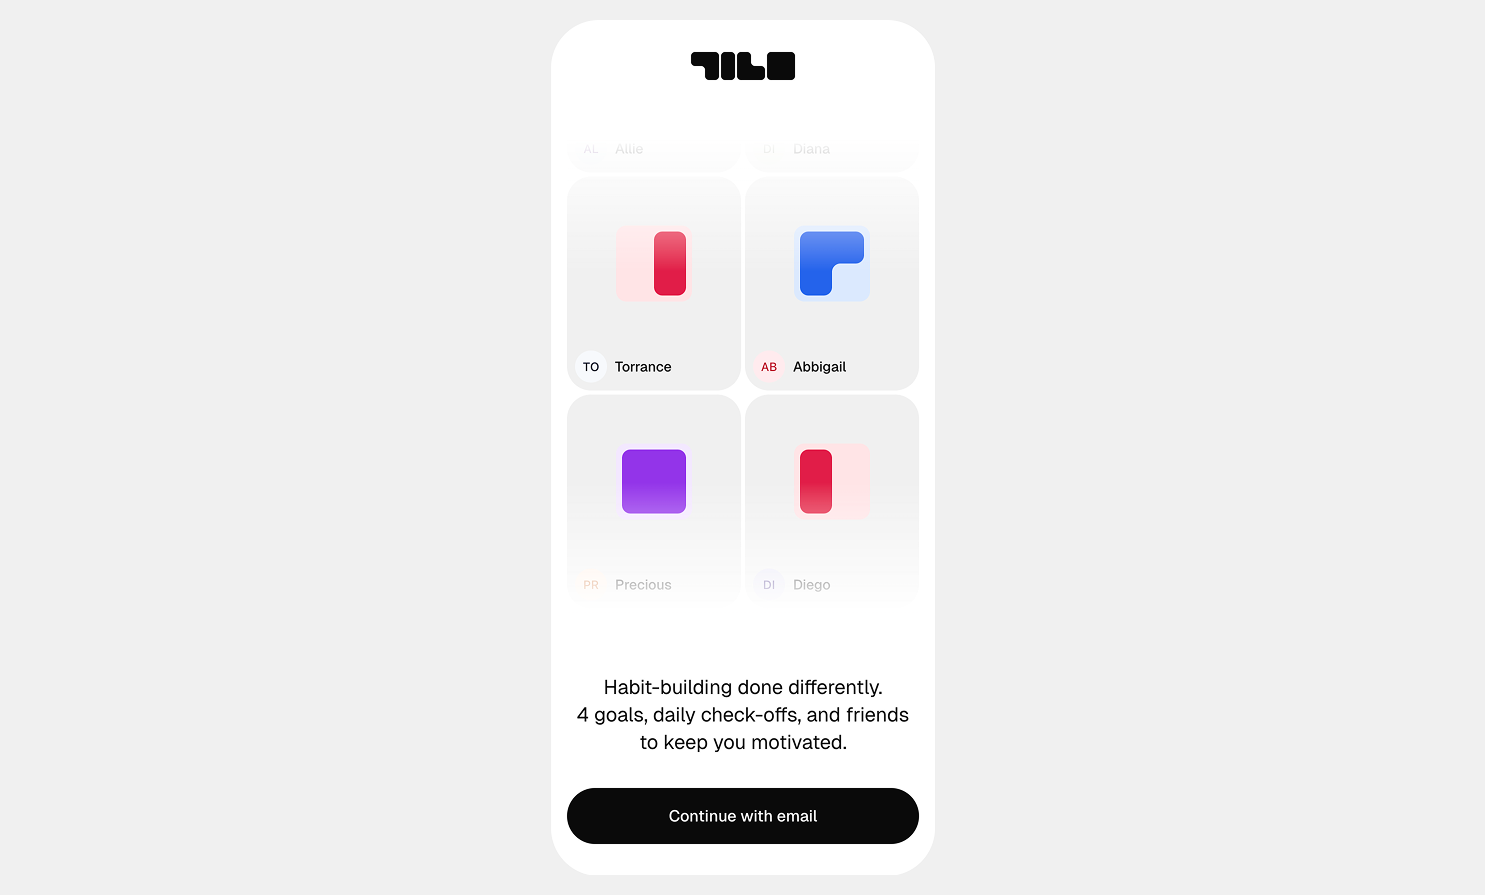 AL Allie
DI Diana
TO Torrance
AB Abbigail
PR Precious
DI Diego
Habit-building done differently.
4 goals, daily check-offs, and friends
to keep you motivated.
Continue with email